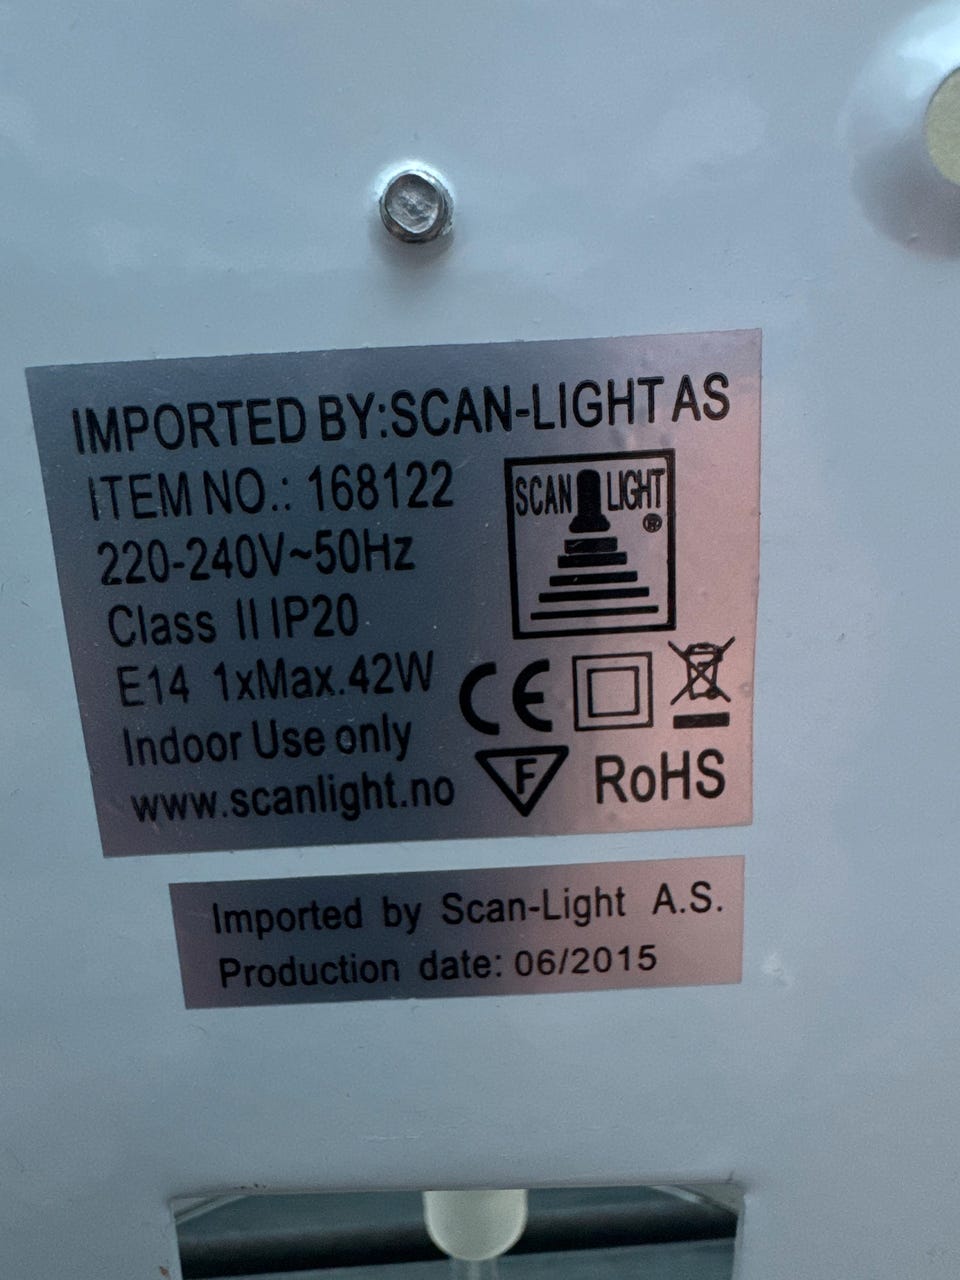 IMPORTED BY:SCAN-LIGHT AS
ITEM NO.: 168122
220-240V~50Hz
Class II IP20
E14 1xMax.42W
Indoor Use only
www.scanlight.no
SCAN LIGHT
®
CE
F
RoHS
Imported by Scan-Light A.S.
Production date: 06/2015